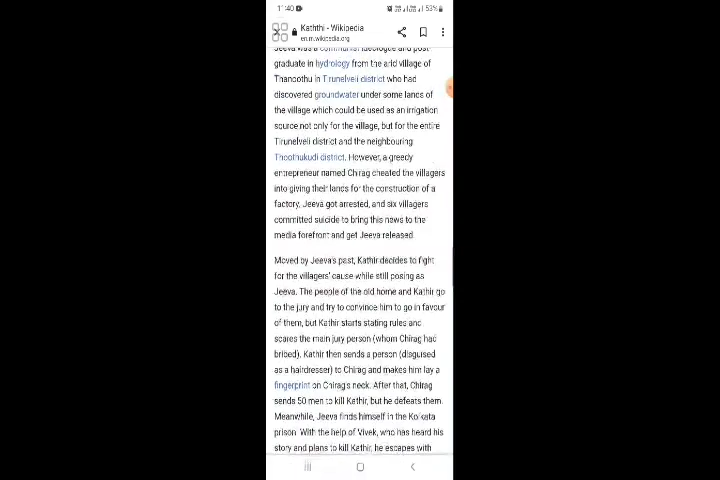 11:40 53%
Kaththi - Wikipedia
en.m.wikipedia.org
Jeeva was a communist ideologue and post-
graduate in hydrology from the arid village of
Thanoothu in Tirunelveli district who had
discovered groundwater under some lands of
the village which could be used as an irrigation
source not only for the village, but for the entire
Tirunelveli district and the neighbouring
Thoothukudi district. However, a greedy
entrepreneur named Chirag cheated the villagers
into giving their lands for the construction of a
factory. Jeeva got arrested, and six villagers
committed suicide to bring this news to the
media forefront and get Jeeva released.
Moved by Jeeva's past, Kathir decides to fight
for the villagers' cause while still posing as
Jeeva. The people of the old home and Kathir go
to the jury and try to convince him to go in favour
of them, but Kathir starts stating rules and
scares the main jury person (whom Chirag had
bribed). Kathir then sends a person (disguised
as a hairdresser) to Chirag and makes him lay a
fingerprint on Chirag's neck. After that, Chirag
sends 50 men to kill Kathir, but he defeats them.
Meanwhile, Jeeva finds himself in the Kolkata
prison. With the help of Vivek, who has heard his
story and plans to kill Kathir, he escapes with